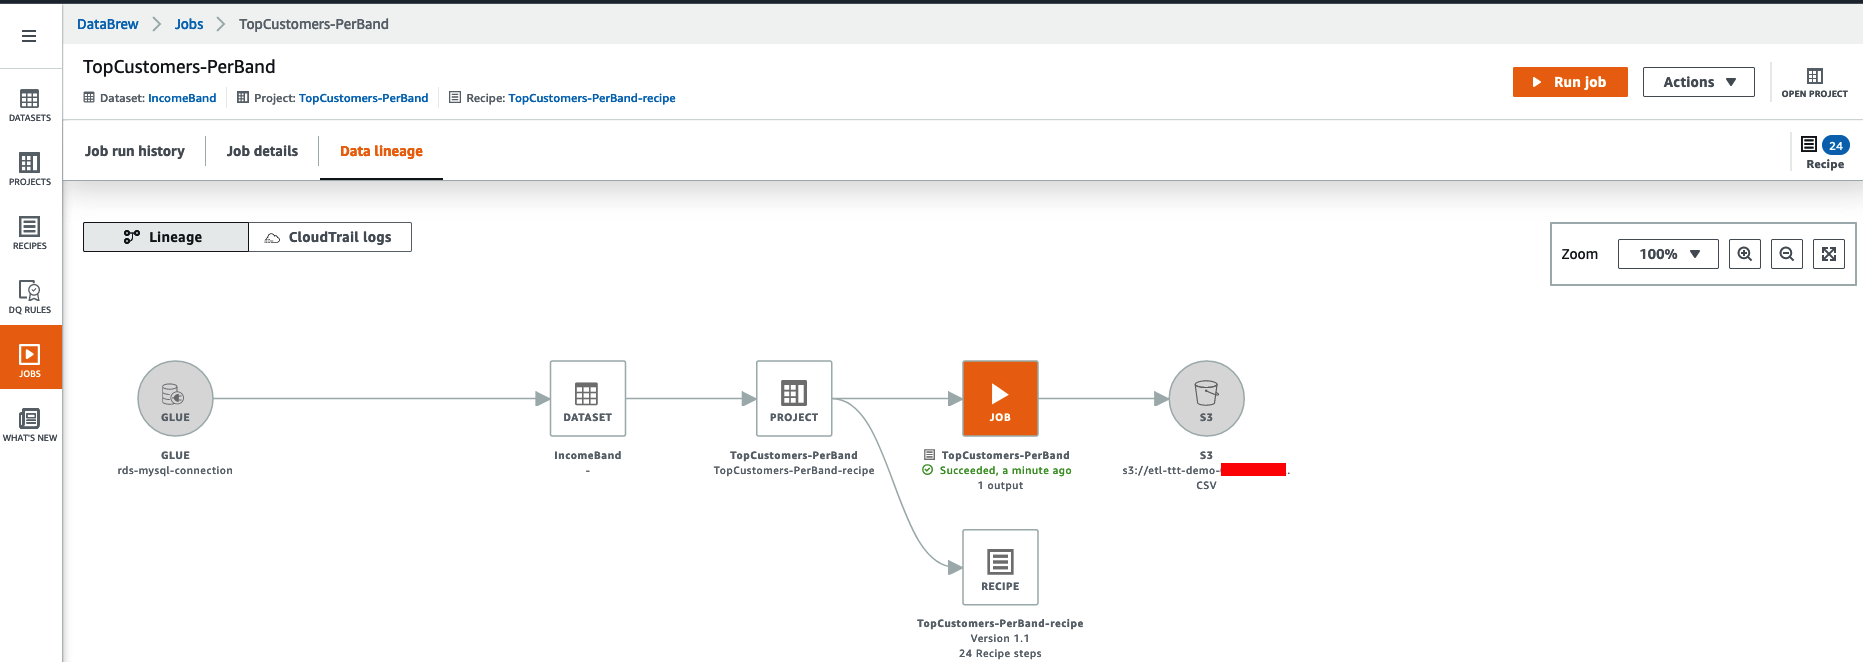 DataBrew > Jobs > TopCustomers-PerBand
TopCustomers-PerBand
Dataset: IncomeBand
Project: TopCustomers-PerBand
Recipe: TopCustomers-PerBand-recipe
Run job
Actions
OPEN PROJECT
DATASETS
PROJECTS
RECIPES
DQ RULES
JOBS
WHAT'S NEW
Job run history
Job details
Data lineage
24
Recipe
Lineage
CloudTrail logs
Zoom
100%
GLUE
GLUE
rds-mysql-connection
DATASET
IncomeBand
-
PROJECT
TopCustomers-PerBand
TopCustomers-PerBand-recipe
JOB
TopCustomers-PerBand
Succeeded, a minute ago
1 output
S3
S3
s3://etl-ttt-demo- .
CSV
RECIPE
TopCustomers-PerBand-recipe
Version 1.1
24 Recipe steps